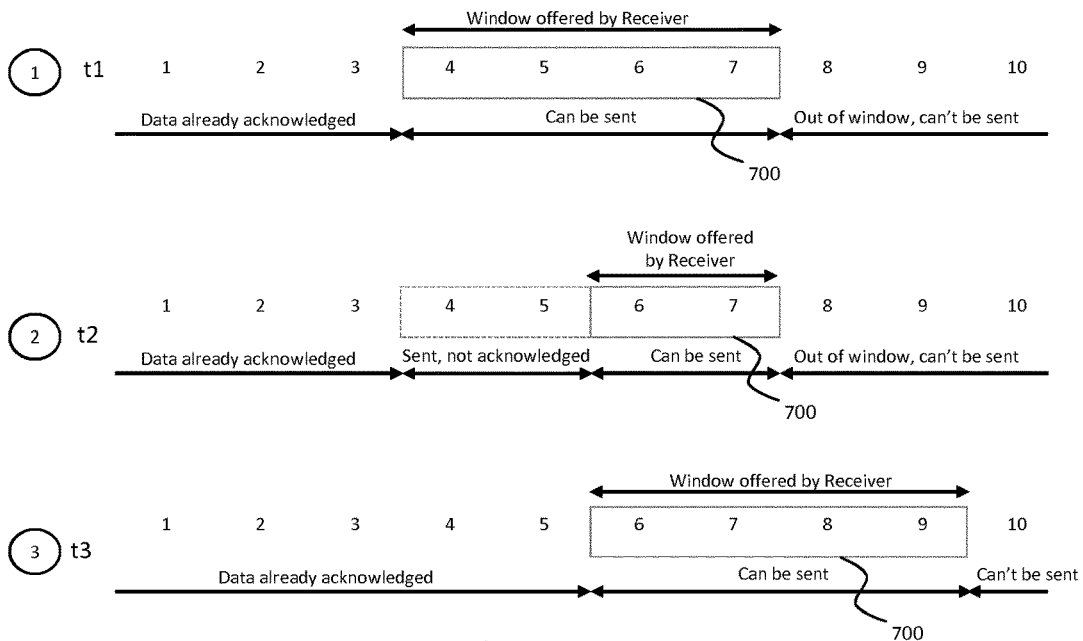 Window offered by Receiver
1 t1 1 2 3 4 5 6 7 8 9 10
Data already acknowledged Can be sent Out of window, can't be sent
700
Window offered
by Receiver
2 t2 1 2 3 4 5 6 7 8 9 10
Data already acknowledged Sent, not acknowledged Can be sent Out of window, can't be sent
700
Window offered by Receiver
3 t3 1 2 3 4 5 6 7 8 9 10
Data already acknowledged Can be sent Can't be sent
700